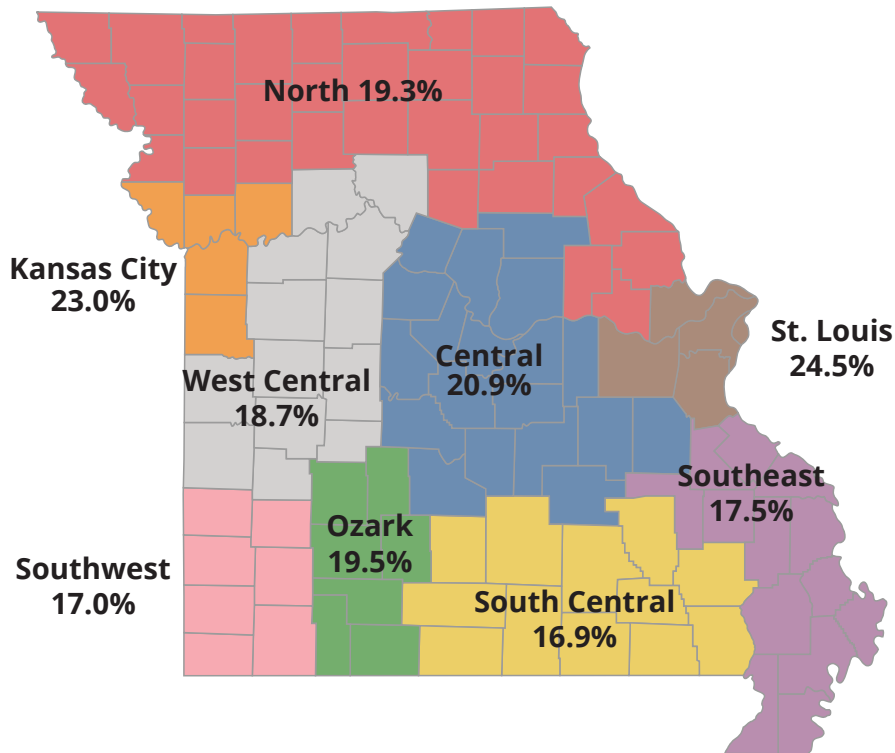 North 19.3%
Kansas City
23.0%
St. Louis
24.5%
Central
20.9%
West Central
18.7%
Southeast
17.5%
Ozark
19.5%
Southwest
17.0%
South Central
16.9%